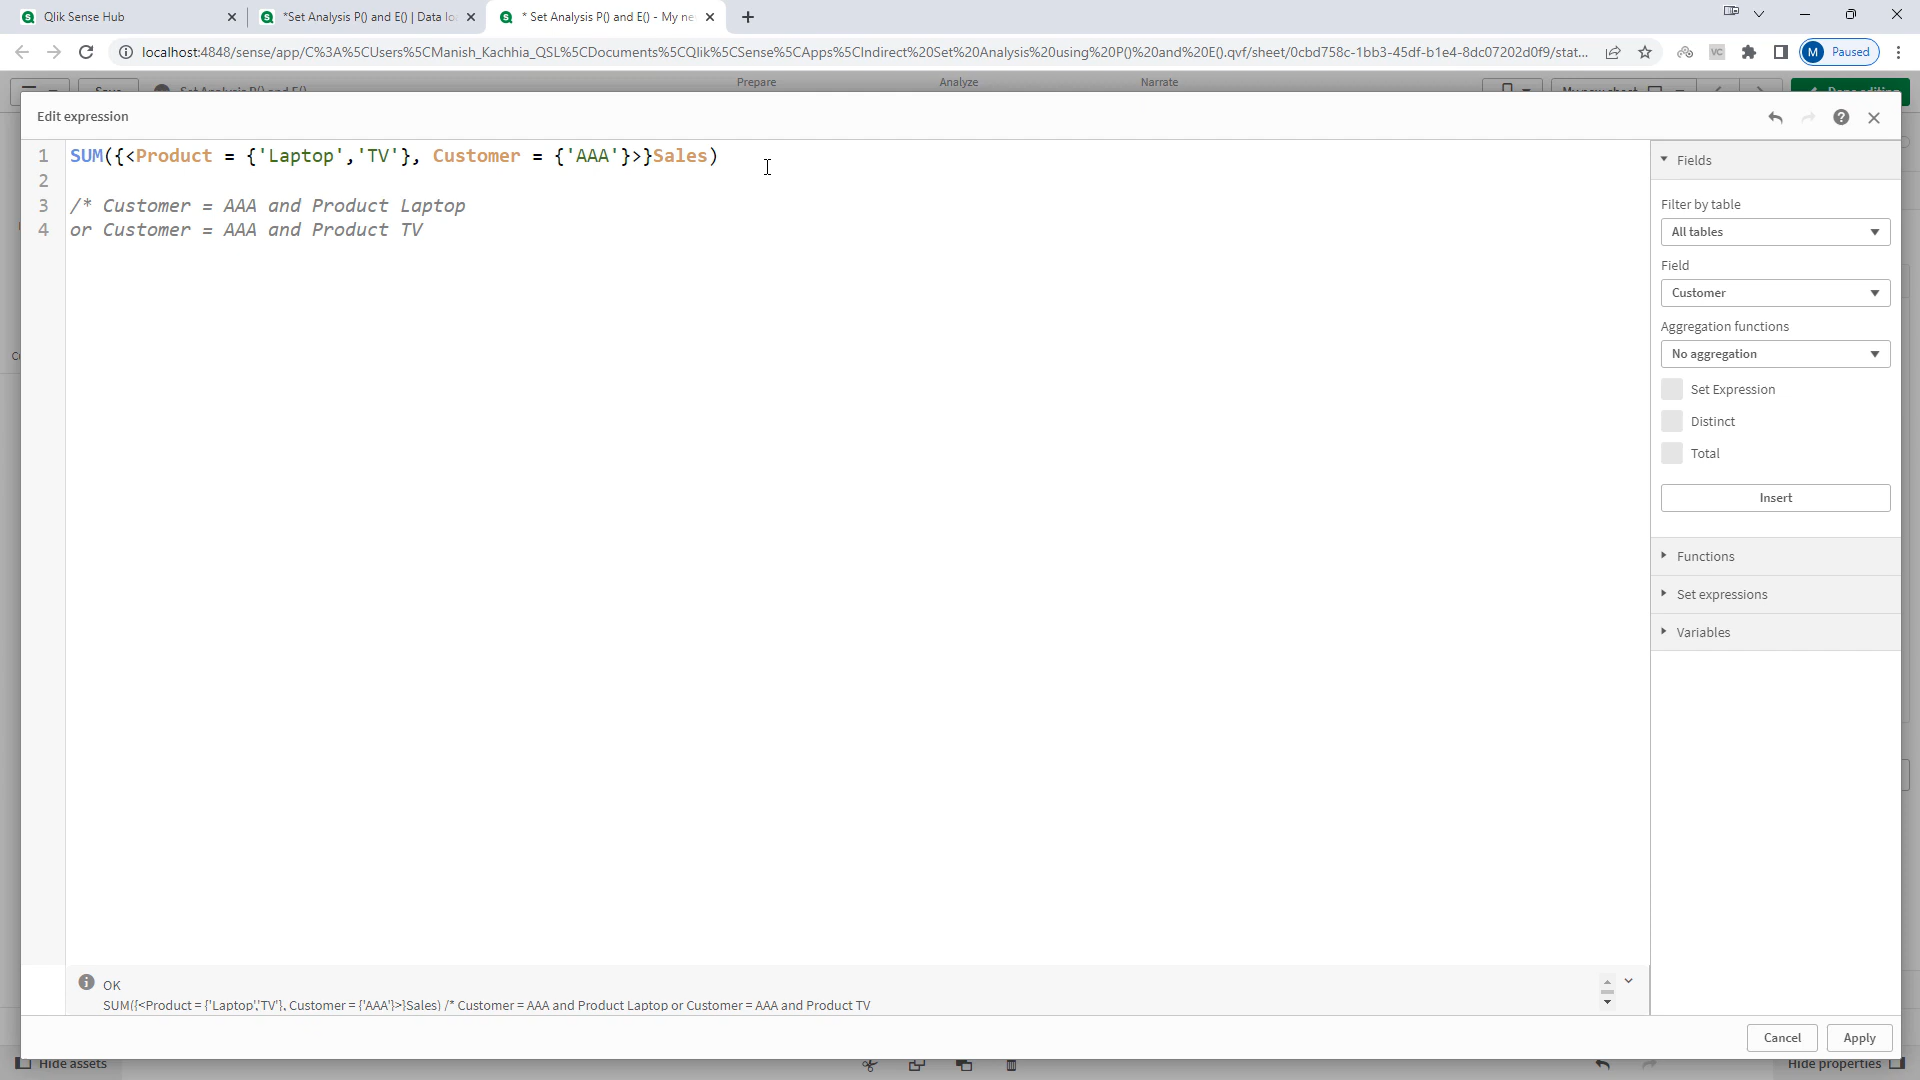 Qlik Sense Hub
*Set Analysis P() and E() | Data lo
* Set Analysis P() and E() - My ne
localhost:4848/sense/app/C%3A%5CUsers%5CManish_Kachhia_QSL%5CDocuments%5CQlik%5CSense%5CApps%5CIndirect%20Set%20Analysis%20using%20P()%20and%20E().qvf/sheet/0cbd758c-1bb3-45df-b1e4-8dc07202d0f9/stat...
VC
M Paused
Prepare
Analyze
Narrate
Edit expression
1 SUM({<Product = {'Laptop','TV'}, Customer = {'AAA'}>}Sales)
2
3 /* Customer = AAA and Product Laptop
4 or Customer = AAA and Product TV
Fields
Filter by table
All tables
Field
Customer
Aggregation functions
No aggregation
Set Expression
Distinct
Total
Insert
Functions
Set expressions
Variables
OK
SUM({<Product = {'Laptop','TV'}, Customer = {'AAA'}>}Sales) /* Customer = AAA and Product Laptop or Customer = AAA and Product TV
Cancel
Apply
Hide assets
Hide properties